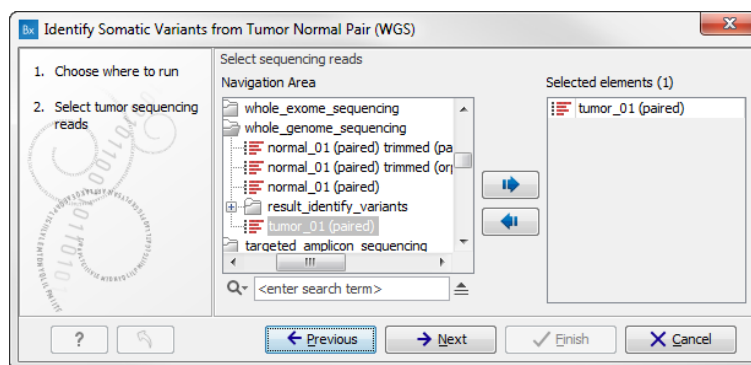 Bx Identify Somatic Variants from Tumor Normal Pair (WGS)
1. Choose where to run
2. Select tumor sequencing
reads
Select sequencing reads
Navigation Area
whole_exome_sequencing
whole_genome_sequencing
normal_01 (paired) trimmed (pa
normal_01 (paired) trimmed (or
normal_01 (paired)
result_identify_variants
tumor_01 (paired)
targeted_amplicon_sequencing
<enter search term>
Selected elements (1)
tumor_01 (paired)
?
Previous
Next
Finish
Cancel